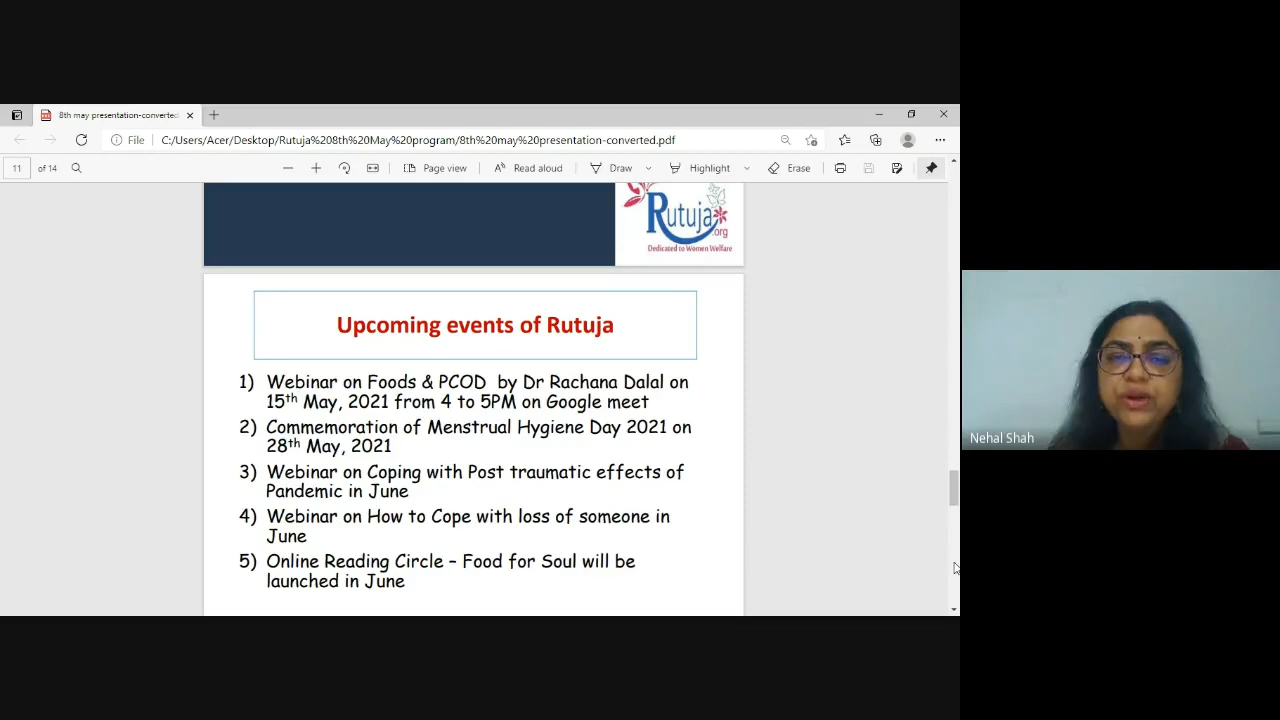 8th may presentation-converted
File
C:/Users/Acer/Desktop/Rutuja%208th%20May%20program/8th%20may%20presentation-converted.pdf
11 of 14
Page view
Read aloud
Draw
Highlight
Erase
Rutuja
.org
Dedicated to Women Welfare
Upcoming events of Rutuja
1) Webinar on Foods & PCOD by Dr Rachana Dalal on
15th May, 2021 from 4 to 5PM on Google meet
2) Commemoration of Menstrual Hygiene Day 2021 on
28th May, 2021
3) Webinar on Coping with Post traumatic effects of
Pandemic in June
4) Webinar on How to Cope with loss of someone in
June
5) Online Reading Circle – Food for Soul will be
launched in June
Nehal Shah